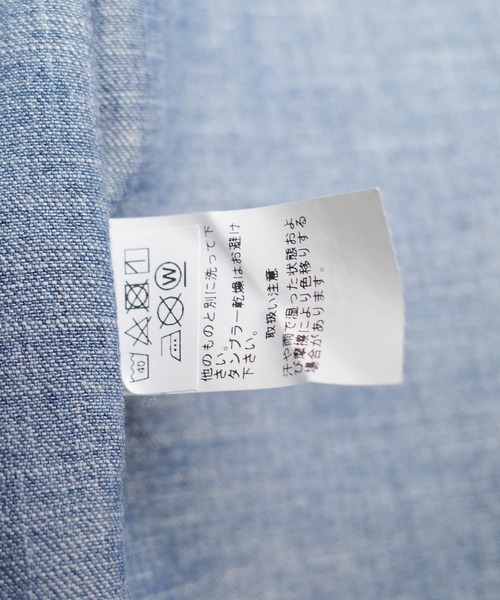 40
W
他のものと別に洗って下
さい。
タンブラー乾燥はお避け
下さい。
取扱い注意
汗や雨で湿った状態およ
び摩擦により色移りする
場合があります。